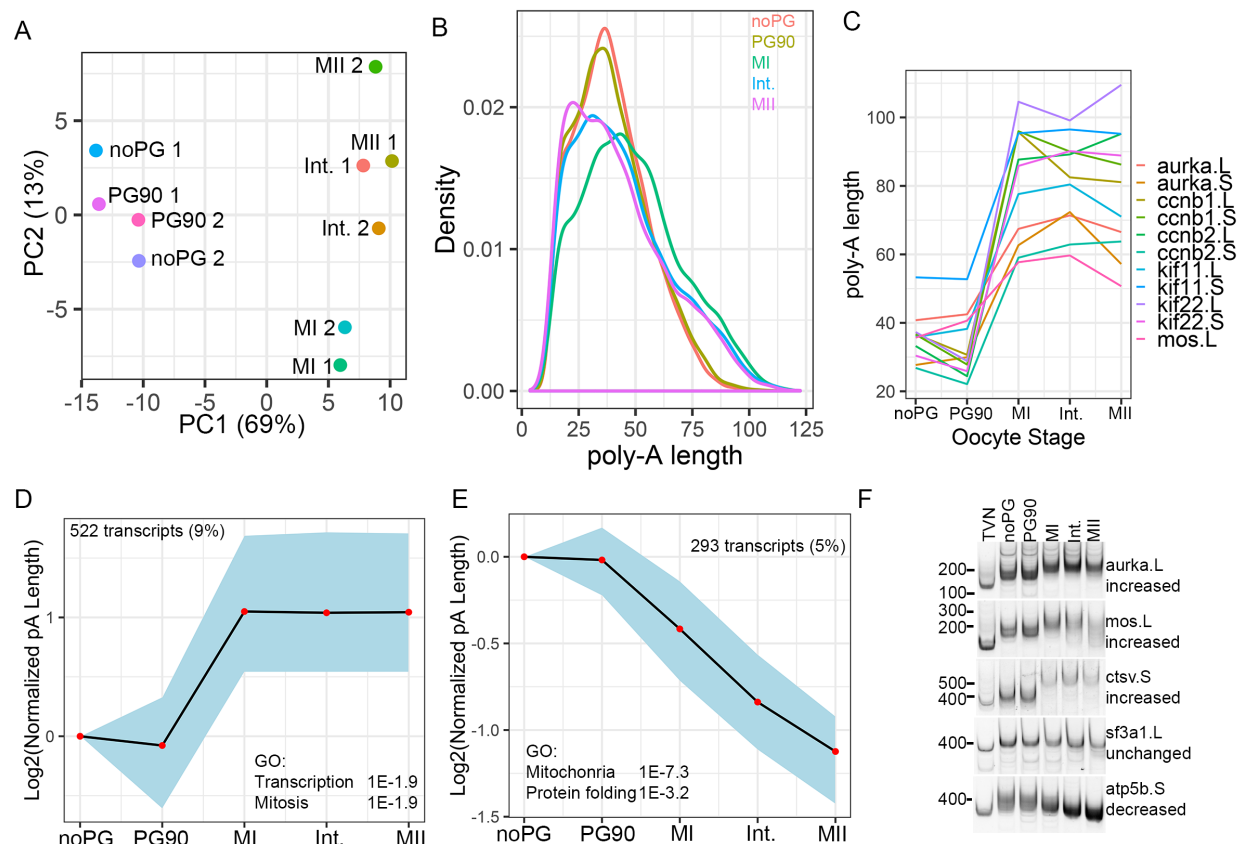 A
MII 2
5
noPG 1
MII 1
Int. 1
PG90 1
0
PG90 2
Int. 2
noPG 2
-5
MI 2
MI 1
-15
-10
-5
0
5
10
PC1 (69%)
PC2 (13%)
B
noPG
PG90
MI
Int.
MII
0.02
0.01
0.00
0
25
50
75
100
125
poly-A length
Density
C
100
80
60
40
20
noPG
PG90
MI
Int.
MII
Oocyte Stage
poly-A length
aurka.L
aurka.S
ccnb1.L
ccnb1.S
ccnb2.L
ccnb2.S
kif11.L
kif11.S
kif22.L
kif22.S
mos.L
D
522 transcripts (9%)
1
0
GO:
Transcription 1E-1.9
Mitosis 1E-1.9
noPG
PG90
MI
Int.
MII
Log2(Normalized pA Length)
E
293 transcripts (5%)
0.0
-0.5
-1.0
-1.5
GO:
Mitochonria 1E-7.3
Protein folding 1E-3.2
noPG
PG90
MI
Int.
MII
Log2(Normalized pA Length)
F
TVN
noPG
PG90
MI
Int.
MII
200
100
aurka.L
increased
300
200
mos.L
increased
500
400
ctsv.S
increased
400
sf3a1.L
unchanged
400
atp5b.S
decreased